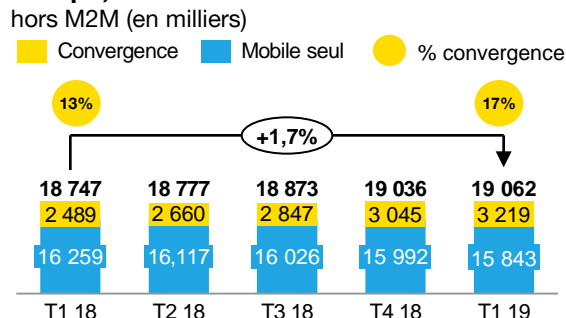 hors M2M (en milliers)
Convergence Mobile seul % convergence
13% 17%
+1,7%
18 747 18 777 18 873 19 036 19 062
2 489 2 660 2 847 3 045 3 219
16 259 16,117 16 026 15 992 15 843
T1 18 T2 18 T3 18 T4 18 T1 19